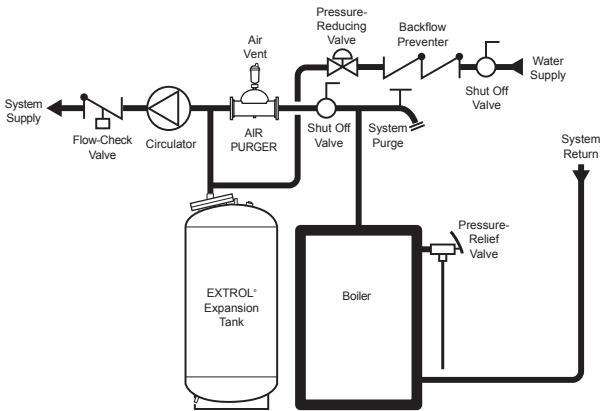 Pressure-
Reducing
Valve
Backflow
Preventer
Air
Vent
Water
Supply
Shut Off
Valve
System
Supply
Flow-Check
Valve
Circulator
AIR
PURGER
Shut Off
Valve
System
Purge
System
Return
Pressure-
Relief
Valve
EXTROL®
Expansion
Tank
Boiler